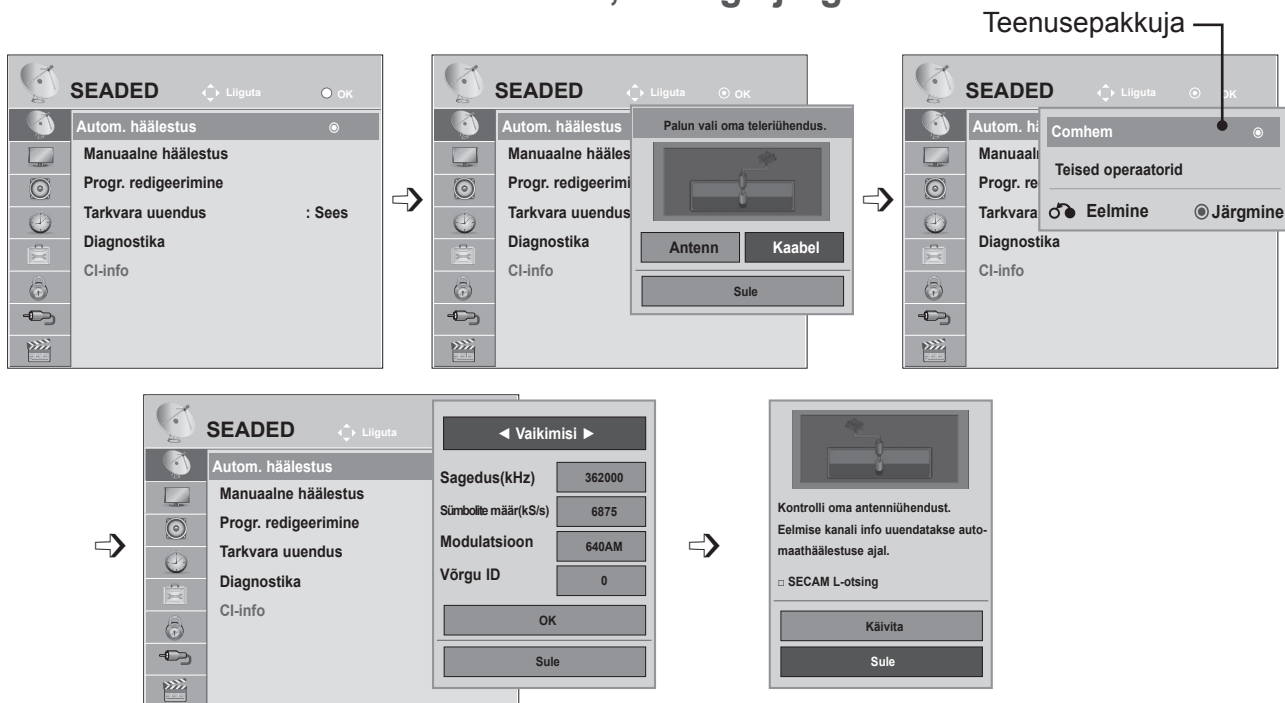 Teenusepakkuja
SEADED Liiguta OK
Autom. häälestus
Manuaalne häälestus
Progr. redigeerimine
Tarkvara uuendus : Sees
Diagnostika
CI-info
SEADED Liiguta OK
Autom. häälestus
Manuaalne hääles
Progr. redigeerimi
Tarkvara uuendus
Diagnostika
CI-info
Palun vali oma teleriühendus.
Antenn Kaabel
Sule
SEADED Liiguta OK
Autom. hä
Manuaaln
Progr. re
Tarkvara
Diagnostika
CI-info
Comhem
Teised operaatorid
Eelmine Järgmine
SEADED Liiguta
Autom. häälestus
Manuaalne häälestus
Progr. redigeerimine
Tarkvara uuendus
Diagnostika
CI-info
◄ Vaikimisi ►
Sagedus(kHz) 362000
Sümbolite määr(kS/s) 6875
Modulatsioon 640AM
Võrgu ID 0
OK
Sule
Kontrolli oma antenniühendust.
Eelmise kanali info uuendatakse auto-
maathäälestuse ajal.
□ SECAM L-otsing
Käivita
Sule